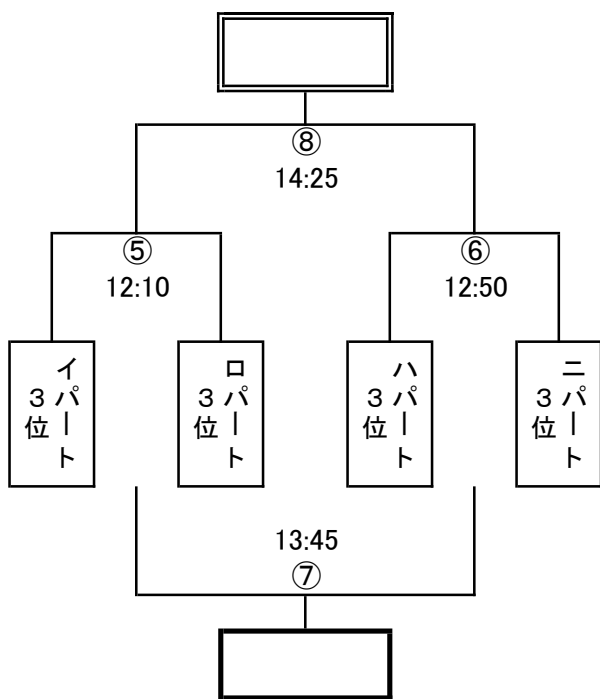 ⑧
14:25
⑤
12:10
⑥
12:50
イパート
３位
ロパート
３位
ハパート
３位
ニパート
３位
13:45
⑦